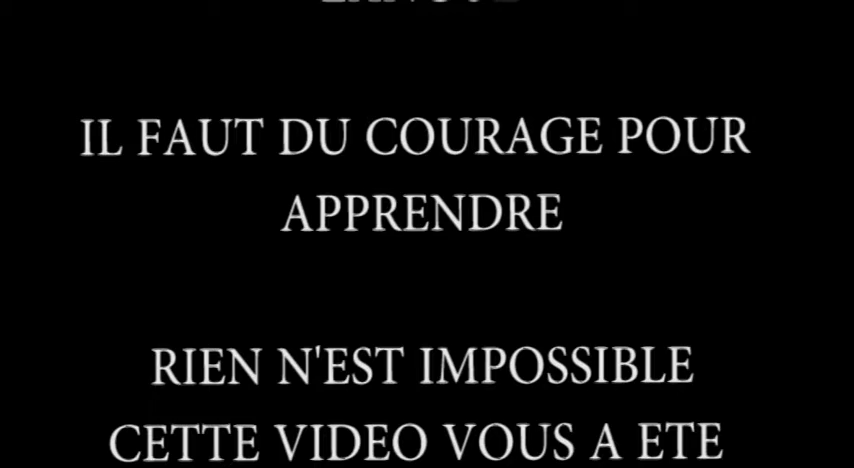 IL FAUT DU COURAGE POUR
APPRENDRE
RIEN N'EST IMPOSSIBLE
CETTE VIDEO VOUS A ETE